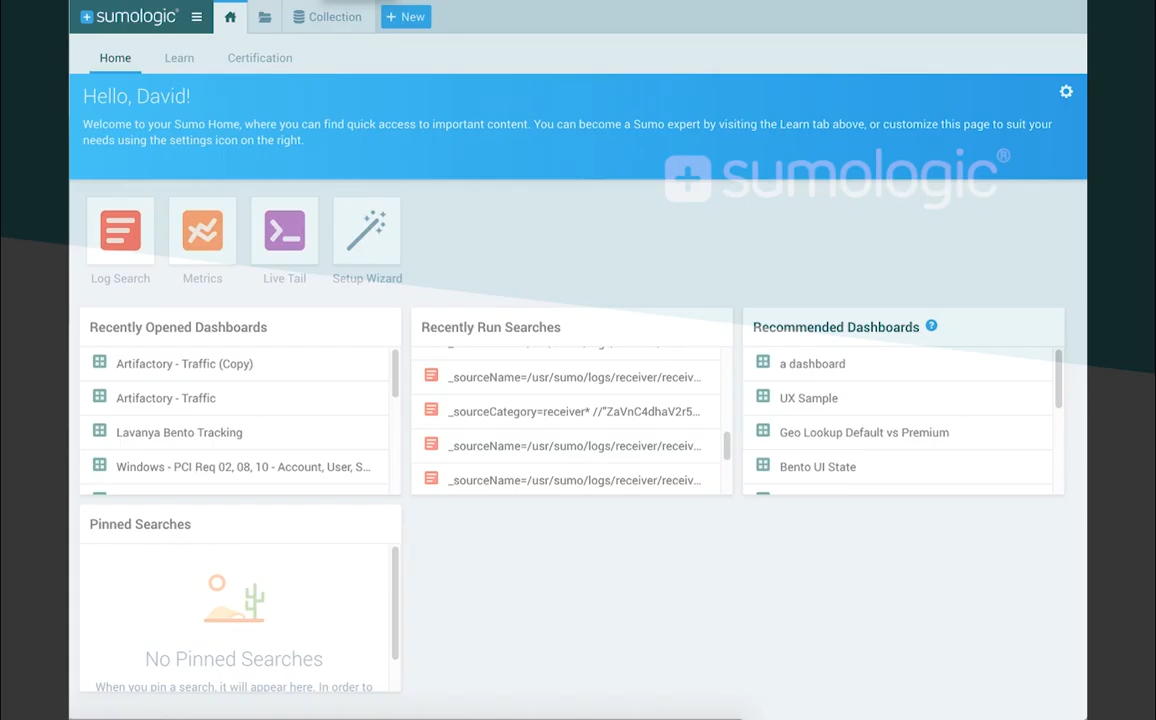 sumologic®
Collection
+ New
Home
Learn
Certification
Hello, David!
Welcome to your Sumo Home, where you can find quick access to important content. You can become a Sumo expert by visiting the Learn tab above, or customize this page to suit your
needs using the settings icon on the right.
sumologic®
Log Search
Metrics
Live Tail
Setup Wizard
Recently Opened Dashboards
Artifactory - Traffic (Copy)
Artifactory - Traffic
Lavanya Bento Tracking
Windows - PCI Req 02, 08, 10 - Account, User, S...
Recently Run Searches
_sourceName=/usr/sumo/logs/receiver/receiv...
_sourceCategory=receiver* //"ZaVnC4dhaV2r5...
_sourceName=/usr/sumo/logs/receiver/receiv...
_sourceName=/usr/sumo/logs/receiver/receiv...
Recommended Dashboards ?
a dashboard
UX Sample
Geo Lookup Default vs Premium
Bento UI State
Pinned Searches
No Pinned Searches
When you pin a search, it will appear here. In order to